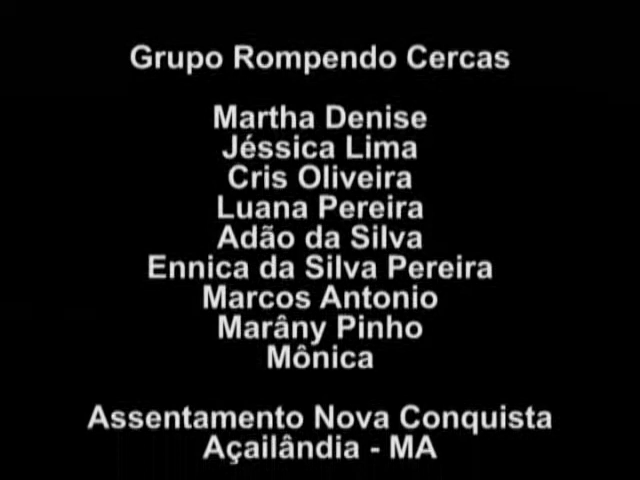 Grupo Rompendo Cercas
Martha Denise
Jéssica Lima
Cris Oliveira
Luana Pereira
Adão da Silva
Ennica da Silva Pereira
Marcos Antonio
Marâny Pinho
Mônica
Assentamento Nova Conquista
Açailândia - MA